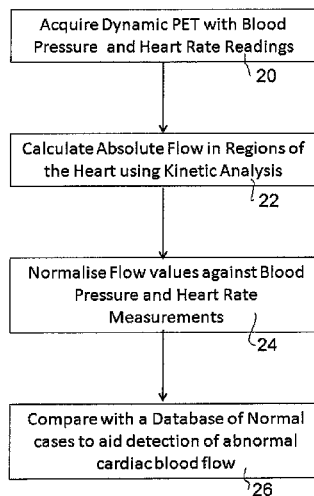 Acquire Dynamic PET with Blood
Pressure and Heart Rate Readings
20
Calculate Absolute Flow in Regions
of the Heart using Kinetic Analysis
22
Normalise Flow values against Blood
Pressure and Heart Rate
Measurements
24
Compare with a Database of Normal
cases to aid detection of abnormal
cardiac blood flow
26